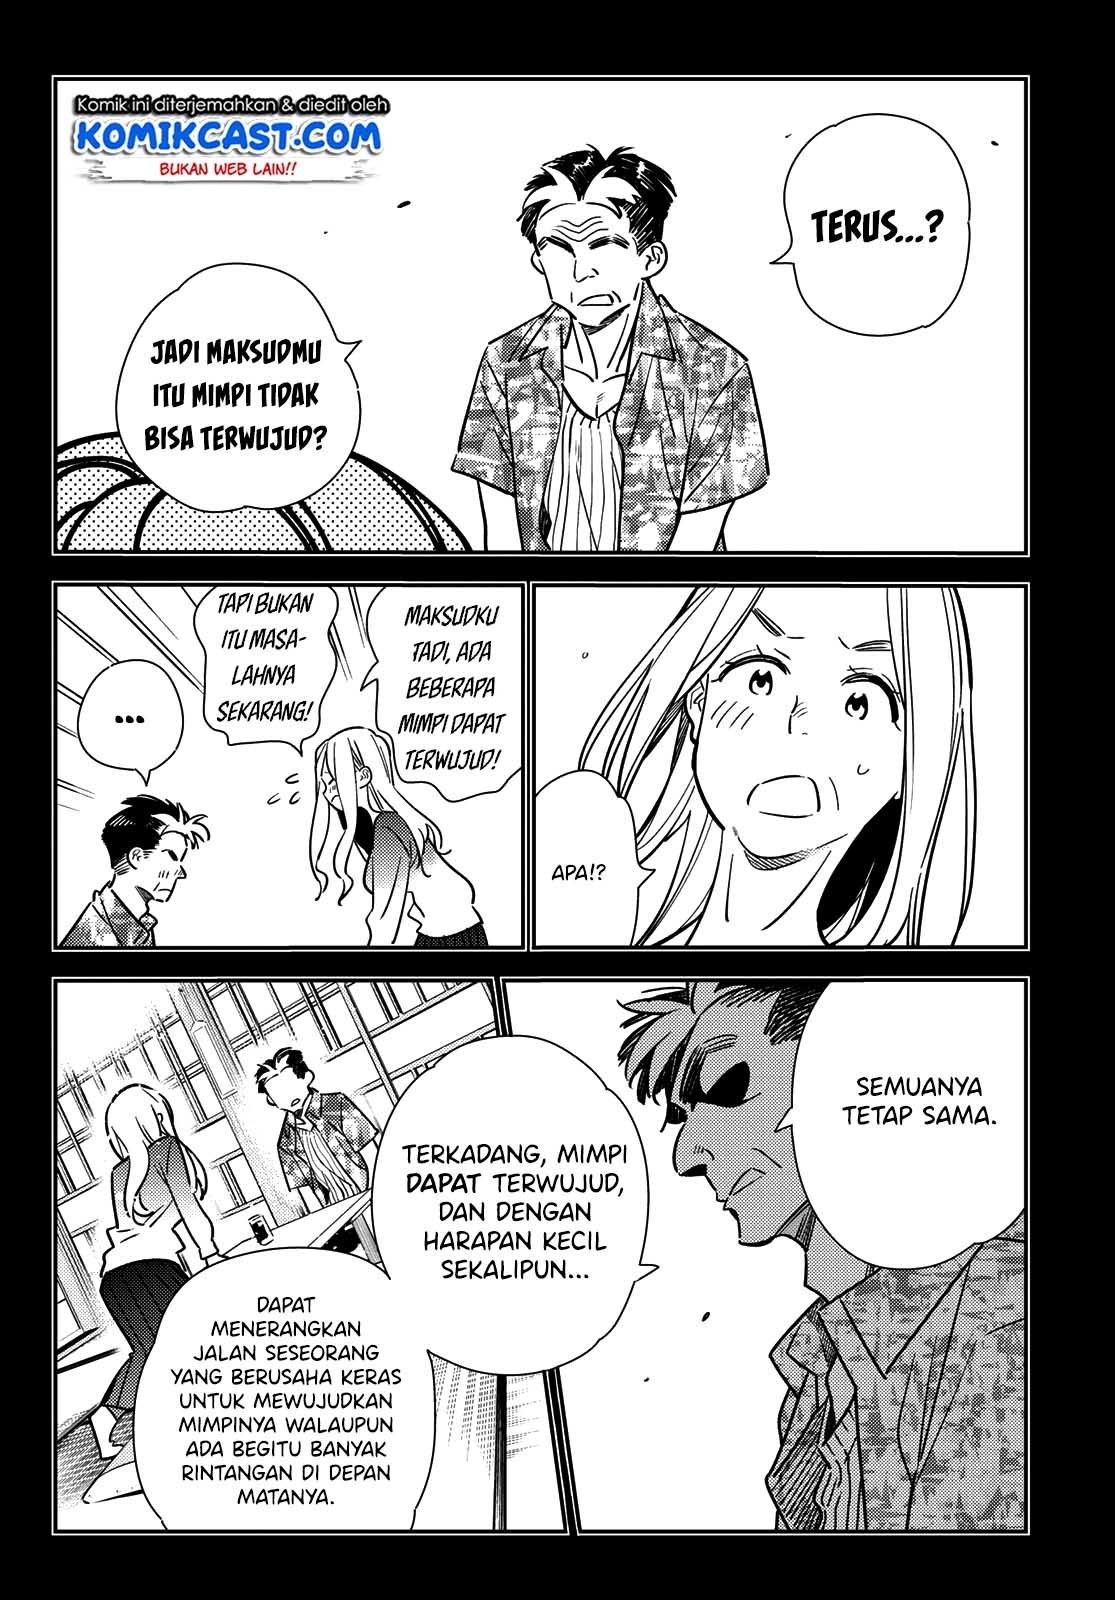 Komik ini diterjemahkan & diedit oleh
KOMIKCAST.COM
BUKAN WEB LAIN!!
TERUS...?
JADI MAKSUDMU
ITU MIMPI TIDAK
BISA TERWUJUD?
APA!?
MAKSUDKU
TADI, ADA
BEBERAPA
MIMPI DAPAT
TERWUJUD!
TAPI BUKAN
ITU MASA-
LAHNYA
SEKARANG!
...
SEMUANYA
TETAP SAMA.
TERKADANG, MIMPI
DAPAT TERWUJUD,
DAN DENGAN
HARAPAN KECIL
SEKALIPUN...
DAPAT
MENERANGKAN
JALAN SESEORANG
YANG BERUSAHA KERAS
UNTUK MEWUJUDKAN
MIMPINYA WALAUPUN
ADA BEGITU BANYAK
RINTANGAN DI DEPAN
MATANYA.